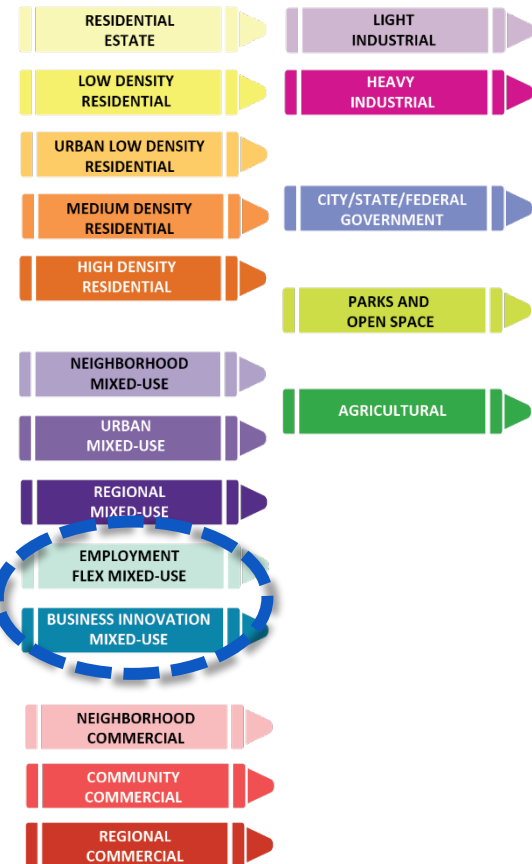 RESIDENTIAL
ESTATE
LOW DENSITY
RESIDENTIAL
URBAN LOW DENSITY
RESIDENTIAL
MEDIUM DENSITY
RESIDENTIAL
HIGH DENSITY
RESIDENTIAL
NEIGHBORHOOD
MIXED-USE
URBAN
MIXED-USE
REGIONAL
MIXED-USE
EMPLOYMENT
FLEX MIXED-USE
BUSINESS INNOVATION
MIXED-USE
NEIGHBORHOOD
COMMERCIAL
COMMUNITY
COMMERCIAL
REGIONAL
COMMERCIAL
LIGHT
INDUSTRIAL
HEAVY
INDUSTRIAL
CITY/STATE/FEDERAL
GOVERNMENT
PARKS AND
OPEN SPACE
AGRICULTURAL